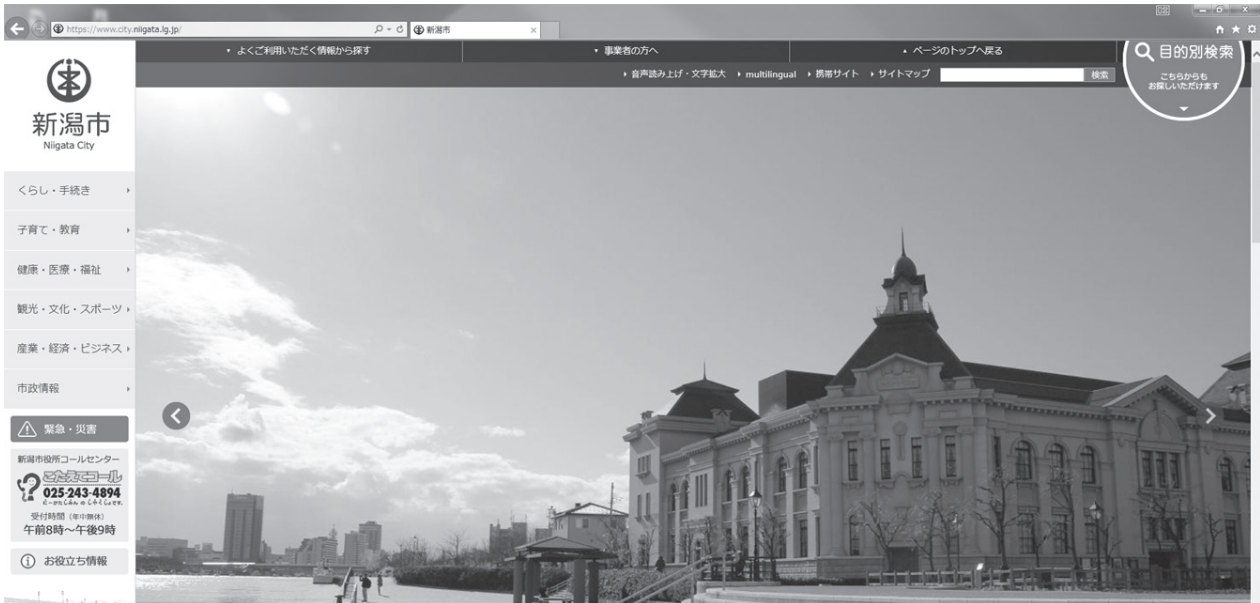 https://www.city.niigata.lg.jp/
新潟市
よくご利用いただく情報から探す
事業者の方へ
ページのトップへ戻る
音声読み上げ・文字拡大
multilingual
携帯サイト
サイトマップ
検索
目的別検索
こちらからも
お探しいただけます
新潟市
Niigata City
くらし・手続き
子育て・教育
健康・医療・福祉
観光・文化・スポーツ
産業・経済・ビジネス
市政情報
緊急・災害
新潟市役所コールセンター
こたえてコール
025-243-4894
受付時間（年中無休）
午前8時～午後9時
お役立ち情報